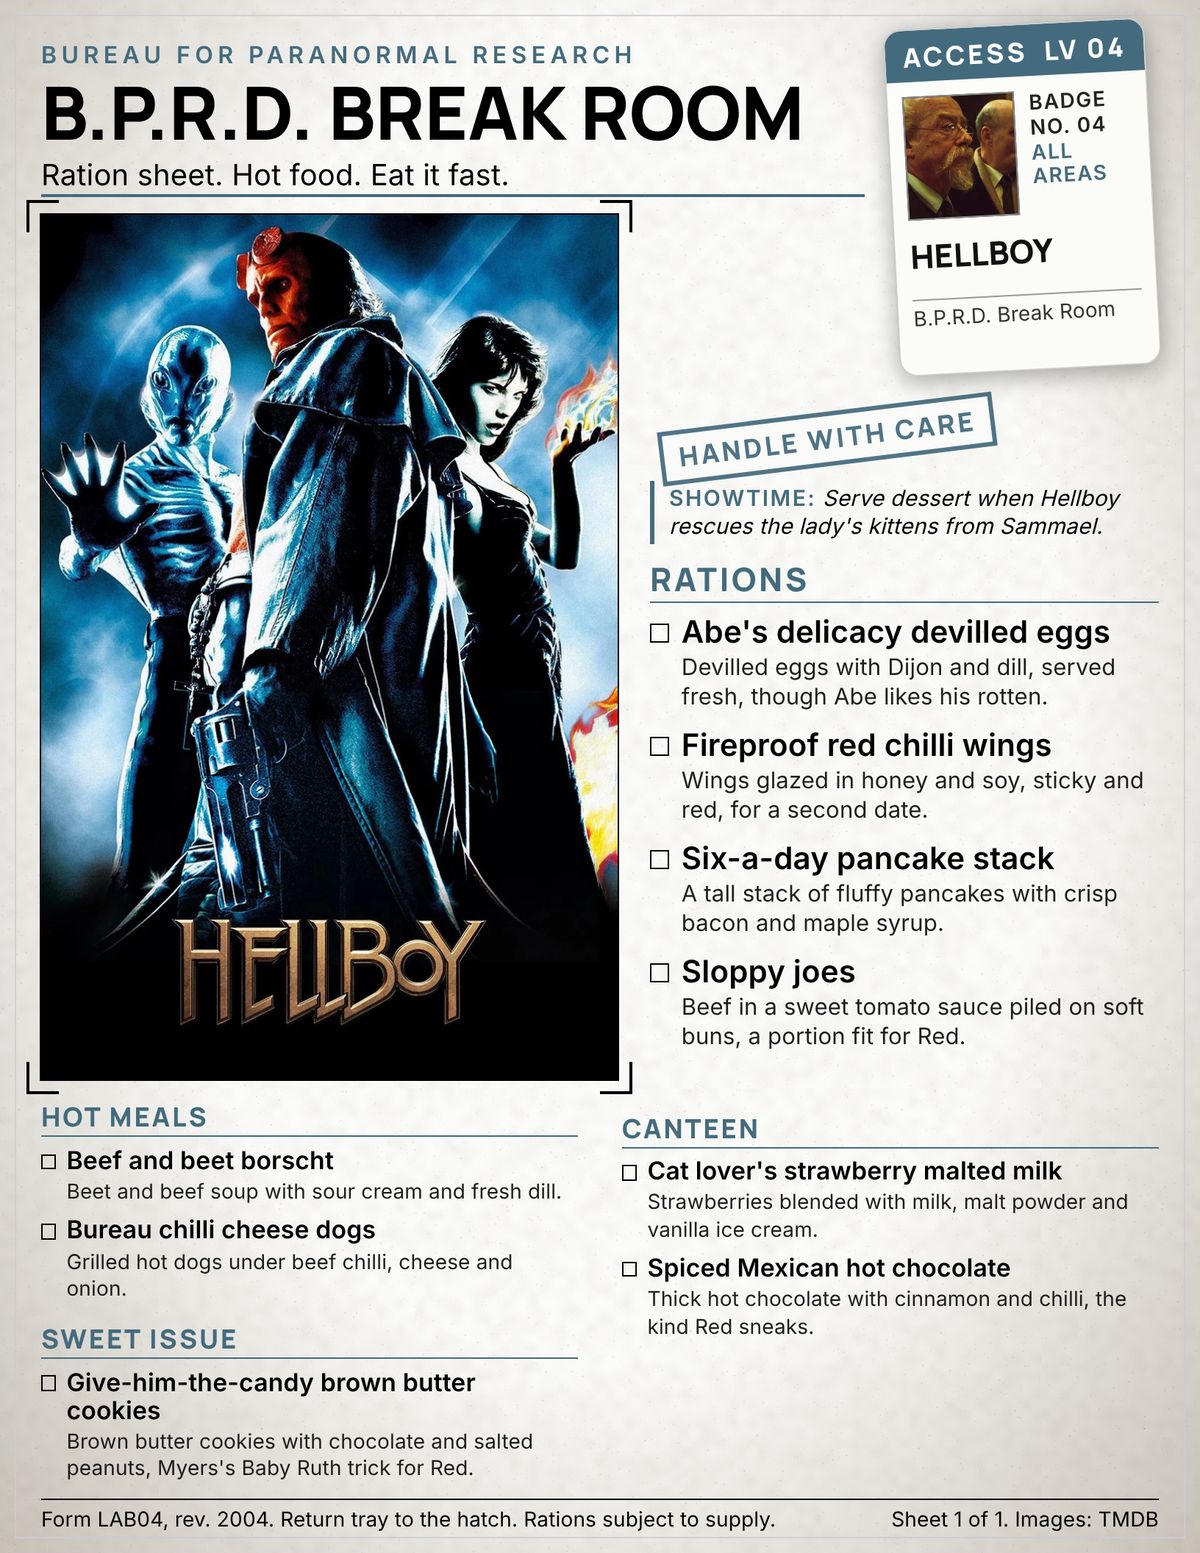 BUREAU FOR PARANORMAL RESEARCH
B.P.R.D. BREAK ROOM
Ration sheet. Hot food. Eat it fast.
ACCESS LV 04
BADGE
NO. 04
ALL
AREAS
HELLBOY
B.P.R.D. Break Room
HELLBOY
HANDLE WITH CARE
SHOWTIME: Serve dessert when Hellboy
rescues the lady's kittens from Sammael.
RATIONS
Abe's delicacy devilled eggs
Devilled eggs with Dijon and dill, served
fresh, though Abe likes his rotten.
Fireproof red chilli wings
Wings glazed in honey and soy, sticky and
red, for a second date.
Six-a-day pancake stack
A tall stack of fluffy pancakes with crisp
bacon and maple syrup.
Sloppy joes
Beef in a sweet tomato sauce piled on soft
buns, a portion fit for Red.
HOT MEALS
Beef and beet borscht
Beet and beef soup with sour cream and fresh dill.
Bureau chilli cheese dogs
Grilled hot dogs under beef chilli, cheese and
onion.
SWEET ISSUE
Give-him-the-candy brown butter
cookies
Brown butter cookies with chocolate and salted
peanuts, Myers's Baby Ruth trick for Red.
CANTEEN
Cat lover's strawberry malted milk
Strawberries blended with milk, malt powder and
vanilla ice cream.
Spiced Mexican hot chocolate
Thick hot chocolate with cinnamon and chilli, the
kind Red sneaks.
Form LAB04, rev. 2004. Return tray to the hatch. Rations subject to supply.
Sheet 1 of 1. Images: TMDB